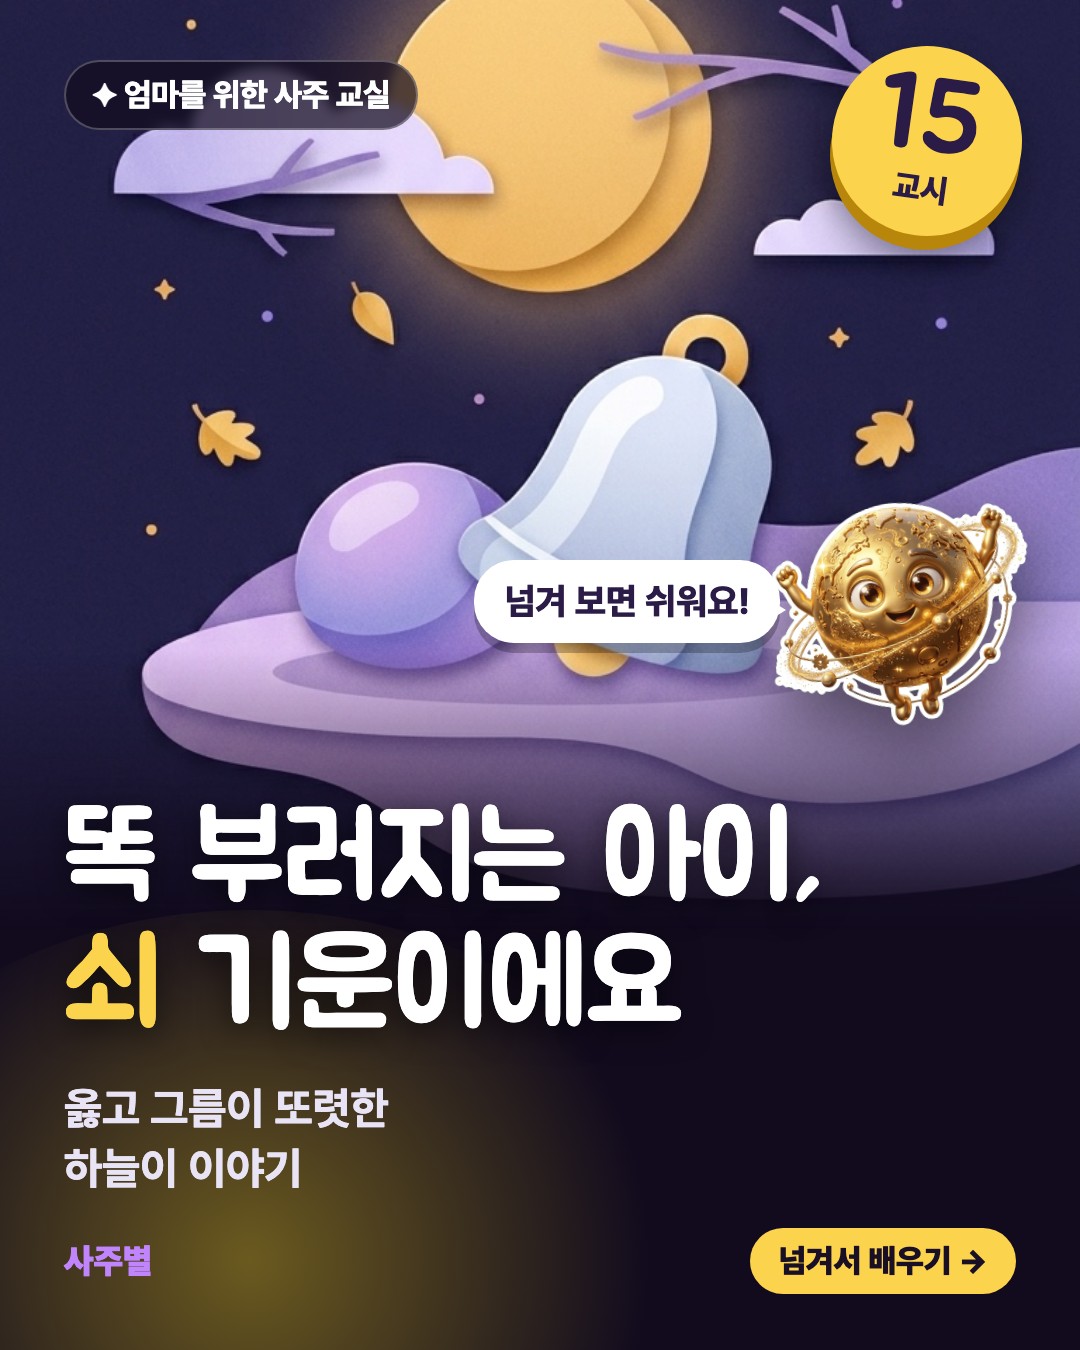 ✦ 엄마를 위한 사주 교실
15
교시
넘겨 보면 쉬워요!
똑 부러지는 아이,
쇠 기운이에요
옳고 그름이 또렷한
하늘이 이야기
사주별
넘겨서 배우기 →